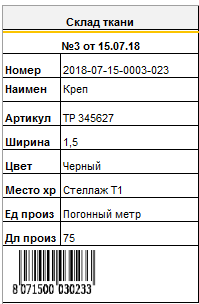 Склад ткани
№3 от 15.07.18
Номер 2018-07-15-0003-023
Наимен Креп
Артикул ТР 345627
Ширина 1,5
Цвет Черный
Место хр Стеллаж Т1
Ед произ Погонный метр
Дл произ 75
8 071500 030233